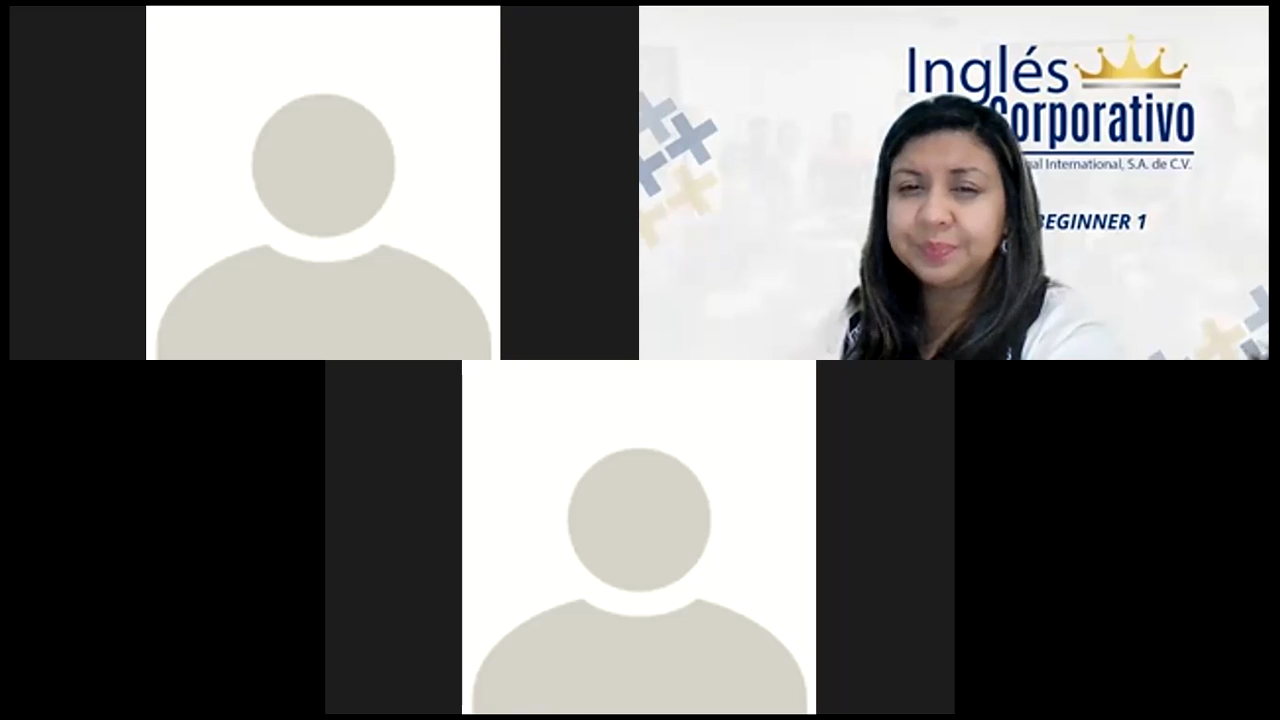 Inglés
Corporativo
International, S.A. de C.V.
BEGINNER 1